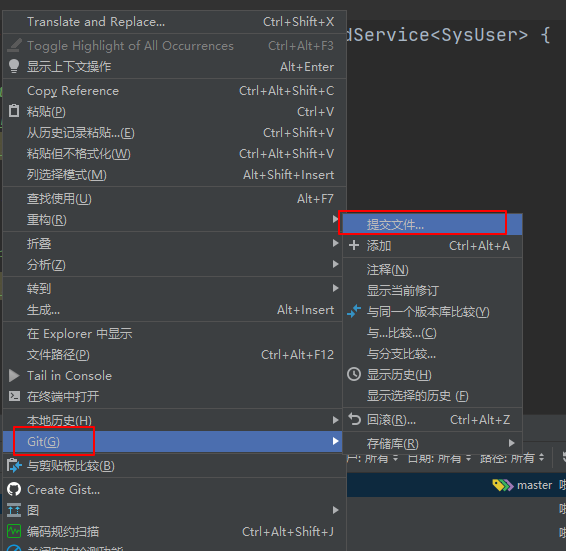 Translate and Replace... Ctrl+Shift+X
Toggle Highlight of All Occurrences Ctrl+Alt+F3
dService<SysUser> {
显示上下文操作 Alt+Enter
Copy Reference Ctrl+Alt+Shift+C
粘贴(P) Ctrl+V
从历史记录粘贴...(E) Ctrl+Shift+V
粘贴但不格式化(W) Ctrl+Alt+Shift+V
列选择模式(M) Alt+Shift+Insert
查找使用(U) Alt+F7
重构(R)
折叠
分析(Z)
转到
生成... Alt+Insert
在 Explorer 中显示
文件路径(P) Ctrl+Alt+F12
Tail in Console
在终端中打开
本地历史(H)
Git(G)
与剪贴板比较(B)
Create Gist...
图
编码规约扫描 Ctrl+Alt+Shift+J
提交文件...
添加 Ctrl+Alt+A
注释(N)
显示当前修订
与同一个版本库比较(Y)
与...比较...(C)
与分支比较...
显示历史(H)
显示选择的历史 (F)
回滚(R)... Ctrl+Alt+Z
存储库(R)
户: 所有 日期: 所有 路径: 所有
master